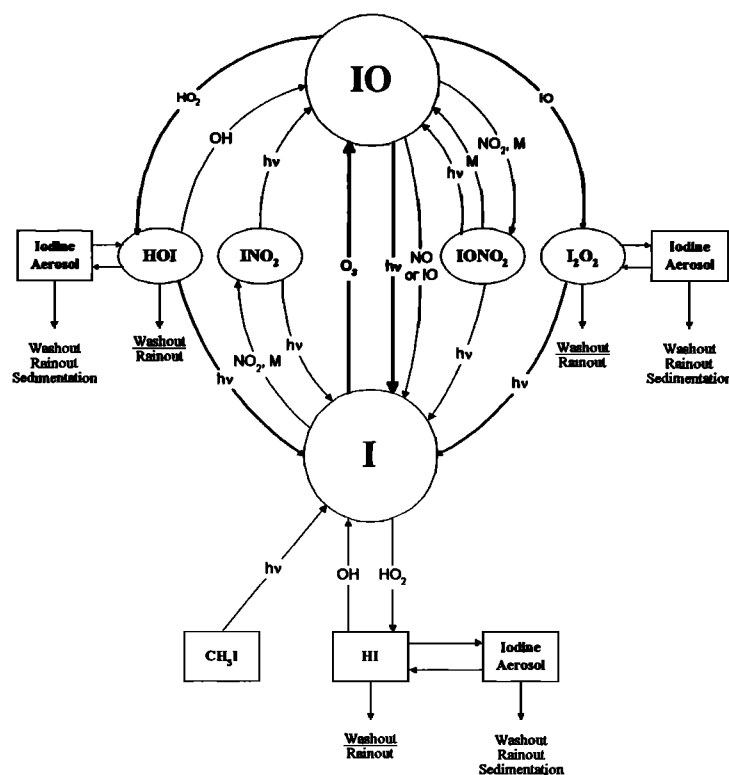 IO
HO₂
IO
OH
NO₂, M
hν
M
hν
Iodine
Aerosol
HOI
INO₂
O₃
hν
NO
or IO
IONO₂
I₂O₂
Iodine
Aerosol
Washout
Rainout
Sedimentation
Washout
Rainout
hν
NO₂, M
hν
hν
hν
Washout
Rainout
Washout
Rainout
Sedimentation
I
hν
OH
HO₂
CH₃I
HI
Iodine
Aerosol
Washout
Rainout
Washout
Rainout
Sedimentation